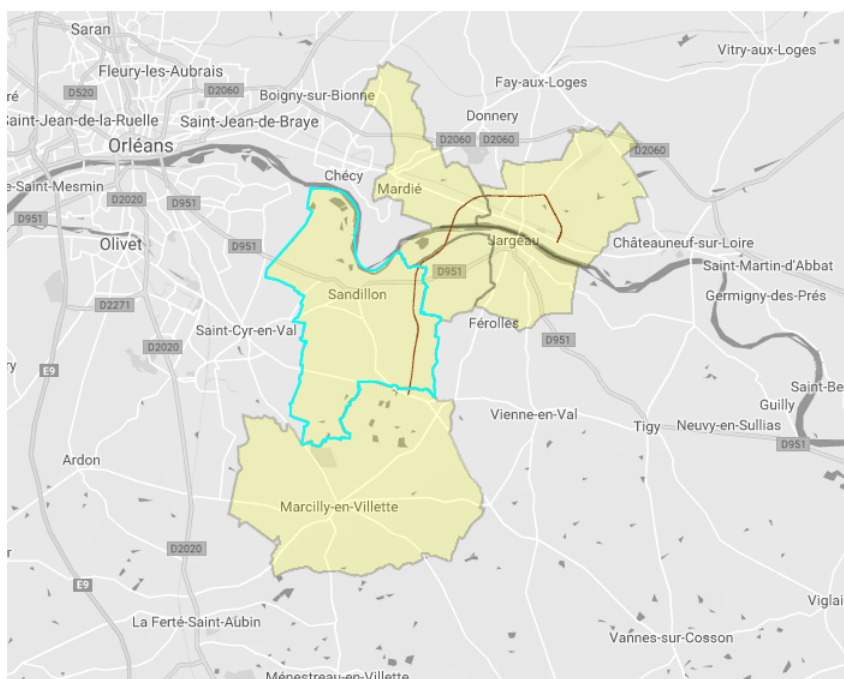 Saran
Vitry-aux-Loges
Fleury-les-Aubrais
Fay-aux-Loges
D520
D2060
Boigny-sur-Bionne
Saint-Jean-de-la-Ruelle
Saint-Jean-de-Braye
Donnery
Orléans
D2060
D2060
D2060
Chécy
e-Saint-Mesmin
Mardié
D951
D2020
D951
Olivet
D951
Jargeau
Châteauneuf-sur-Loire
D951
Saint-Martin-d'Abbat
D2271
Sandillon
Germigny-des-Prés
Saint-Cyr-en-Val
Férolles
D2020
D951
E9
Saint-Be
Guilly
Vienne-en-Val
Tigy
Neuvy-en-Sullias
D951
Ardon
Marcilly-en-Villette
D2020
E9
Viglai
La Ferté-Saint-Aubin
Vannes-sur-Cosson
Ménestreau-en-Villette